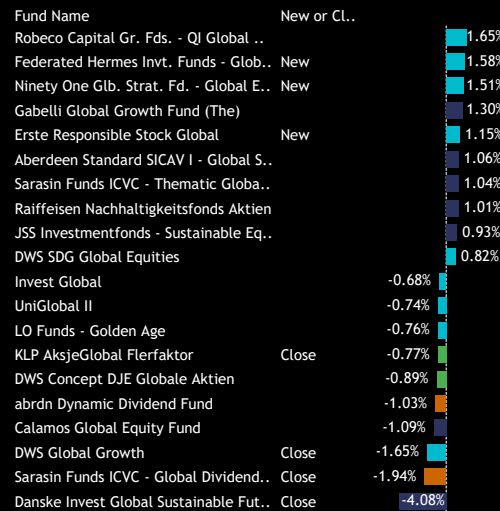 Fund Name New or Cl..
Robeco Capital Gr. Fds. - QI Global .. 1.65%
Federated Hermes Invt. Funds - Glob.. New 1.58%
Ninety One Glb. Strat. Fd. - Global E.. New 1.51%
Gabelli Global Growth Fund (The) 1.30%
Erste Responsible Stock Global New 1.15%
Aberdeen Standard SICAV I - Global S.. 1.06%
Sarasin Funds ICVC - Thematic Globa.. 1.04%
Raiffeisen Nachhaltigkeitsfonds Aktien 1.01%
JSS Investmentfonds - Sustainable Eq.. 0.93%
DWS SDG Global Equities 0.82%
Invest Global -0.68%
UniGlobal II -0.74%
LO Funds - Golden Age -0.76%
KLP AksjeGlobal Flerfaktor Close -0.77%
DWS Concept DJE Globale Aktien -0.89%
abrdn Dynamic Dividend Fund -1.03%
Calamos Global Equity Fund -1.09%
DWS Global Growth Close -1.65%
Sarasin Funds ICVC - Global Dividend.. Close -1.94%
Danske Invest Global Sustainable Fut.. Close -4.08%